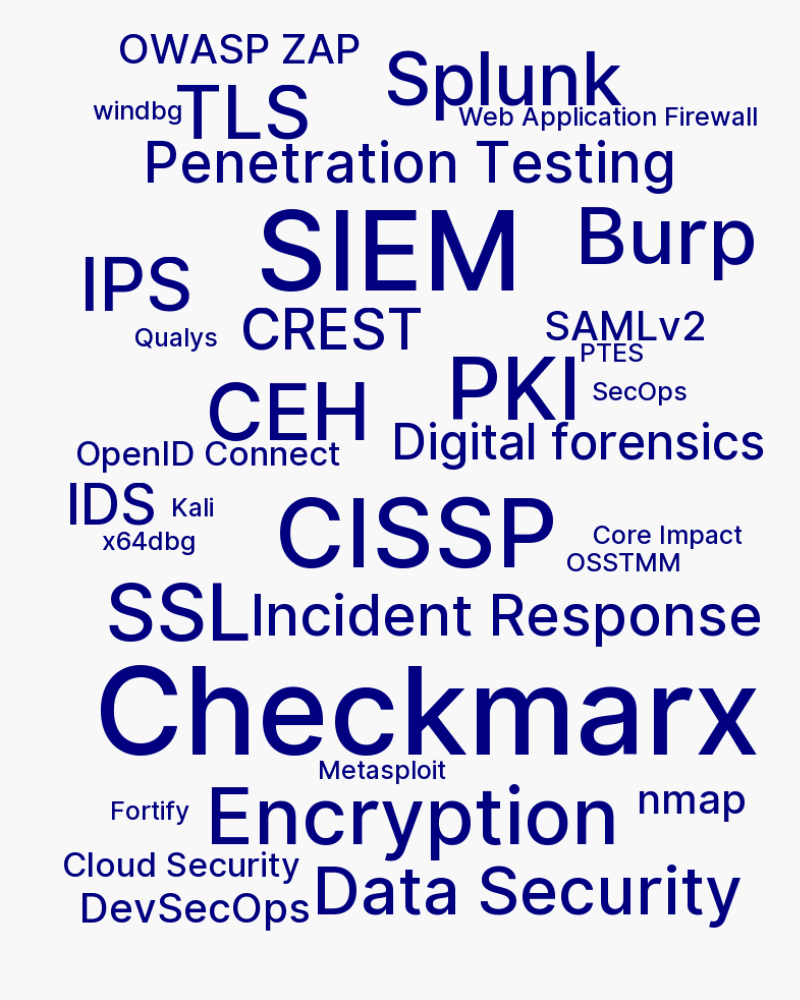 OWASP ZAP
Splunk
windbg
TLS
Web Application Firewall
Penetration Testing
SIEM
Burp
IPS
Qualys
CREST
SAMLv2
PTES
CEH
PKI
SecOps
OpenID Connect
Digital forensics
IDS
Kali
x64dbg
CISSP
Core Impact
OSSTMM
SSL
Incident Response
Checkmarx
Metasploit
Fortify
Encryption
nmap
Cloud Security
DevSecOps
Data Security